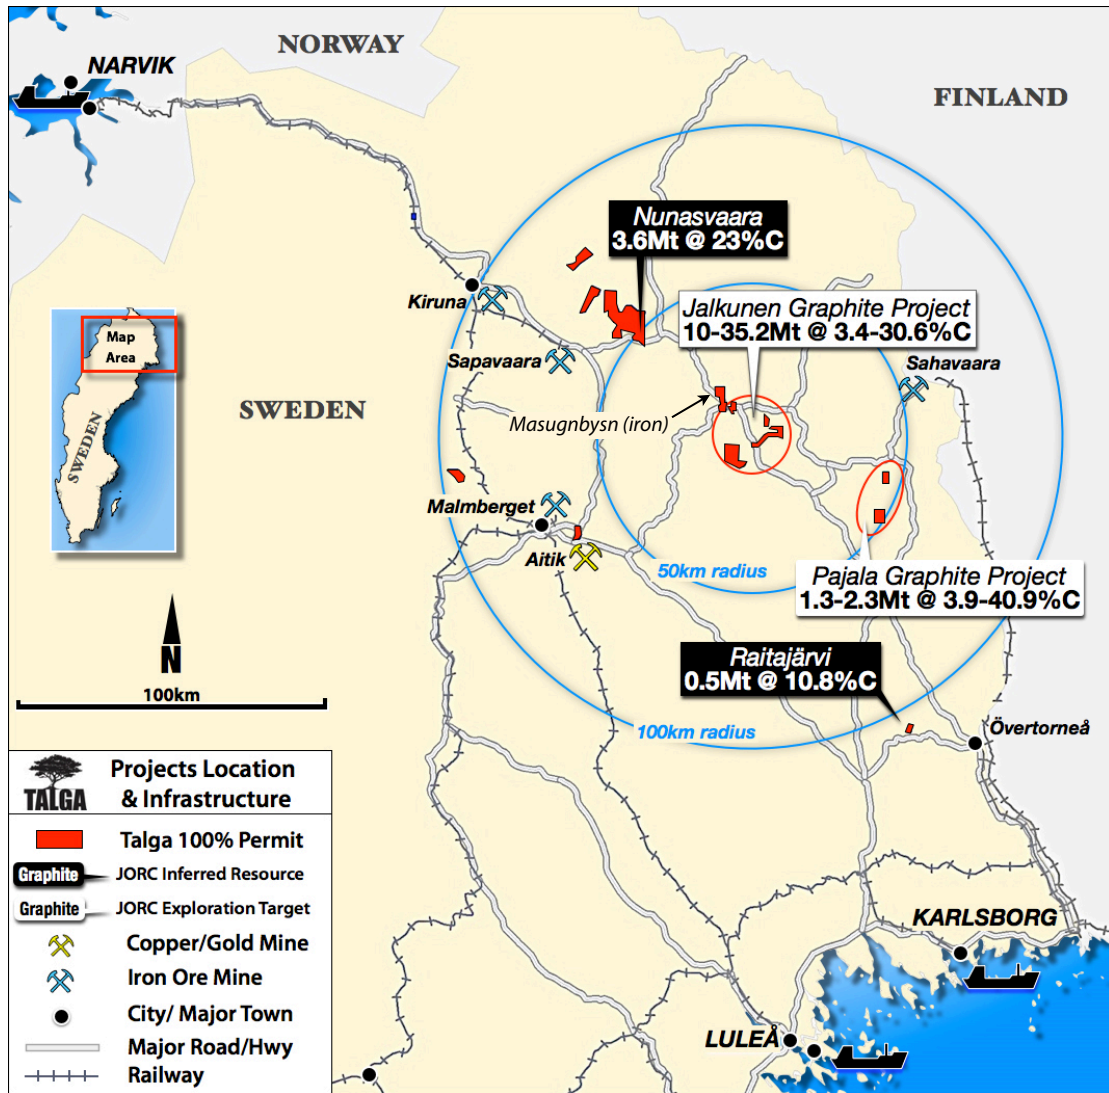 NORWAY
NARVIK
FINLAND
Nunasvaara
3.6Mt @ 23%C
Kiruna
Jalkunen Graphite Project
10-35.2Mt @ 3.4-30.6%C
Map
Area
Sapavaara
Sahavaara
SWEDEN
Masugnbysn (iron)
SWEDEN
Malmberget
Aitik
50km radius
Pajala Graphite Project
1.3-2.3Mt @ 3.9-40.9%C
N
Raitajärvi
0.5Mt @ 10.8%C
100km
100km radius
Övertorneå
TALGA
Projects Location
& Infrastructure
Talga 100% Permit
Graphite
JORC Inferred Resource
Graphite
JORC Exploration Target
Copper/Gold Mine
Iron Ore Mine
City/ Major Town
Major Road/Hwy
Railway
KARLSBORG
LULEÅ